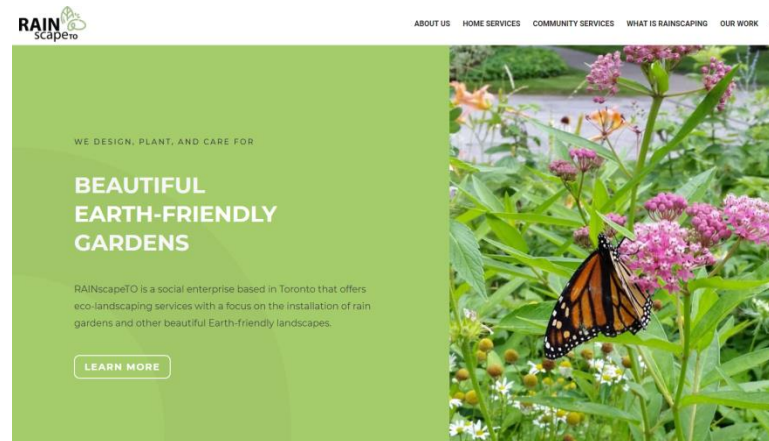 RAIN
scapeTO
ABOUT US HOME SERVICES COMMUNITY SERVICES WHAT IS RAINSCAPING OUR WORK
WE DESIGN, PLANT, AND CARE FOR
BEAUTIFUL
EARTH-FRIENDLY
GARDENS
RAINscapeTO is a social enterprise based in Toronto that offers
eco-landscaping services with a focus on the installation of rain
gardens and other beautiful Earth-friendly landscapes.
LEARN MORE